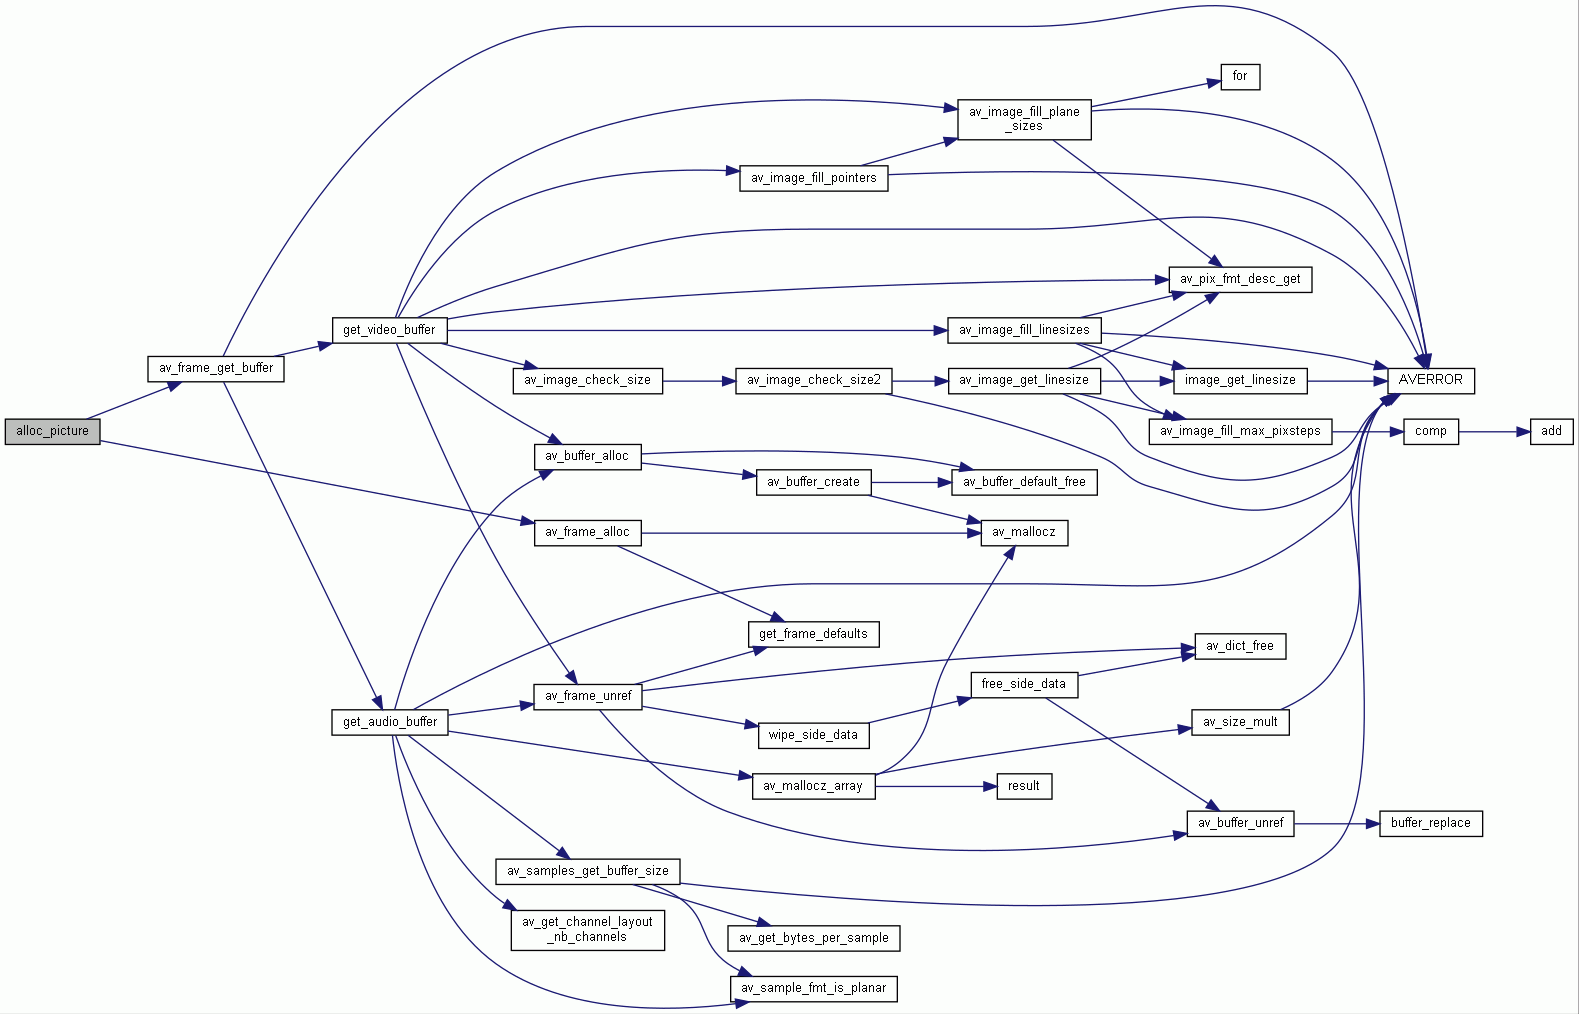 for
av_image_fill_plane
_sizes
av_image_fill_pointers
av_pix_fmt_desc_get
get_video_buffer
av_image_fill_linesizes
av_frame_get_buffer
av_image_check_size
av_image_check_size2
av_image_get_linesize
image_get_linesize
AVERROR
alloc_picture
av_image_fill_max_pixsteps
comp
add
av_buffer_alloc
av_buffer_create
av_buffer_default_free
av_frame_alloc
av_mallocz
get_frame_defaults
av_dict_free
av_frame_unref
free_side_data
get_audio_buffer
wipe_side_data
av_size_mult
av_mallocz_array
result
av_buffer_unref
buffer_replace
av_samples_get_buffer_size
av_get_channel_layout
_nb_channels
av_get_bytes_per_sample
av_sample_fmt_is_planar